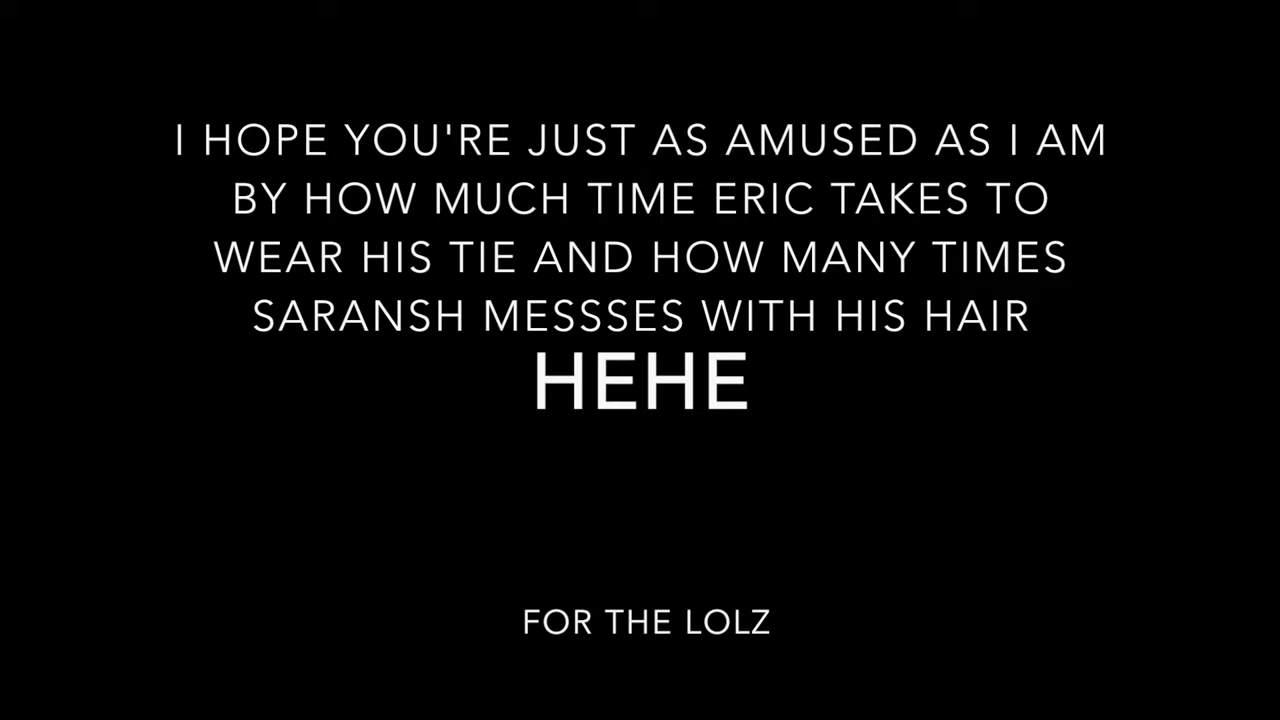 I HOPE YOU'RE JUST AS AMUSED AS I AM
BY HOW MUCH TIME ERIC TAKES TO
WEAR HIS TIE AND HOW MANY TIMES
SARANSH MESSSES WITH HIS HAIR
HEHE
FOR THE LOLZ